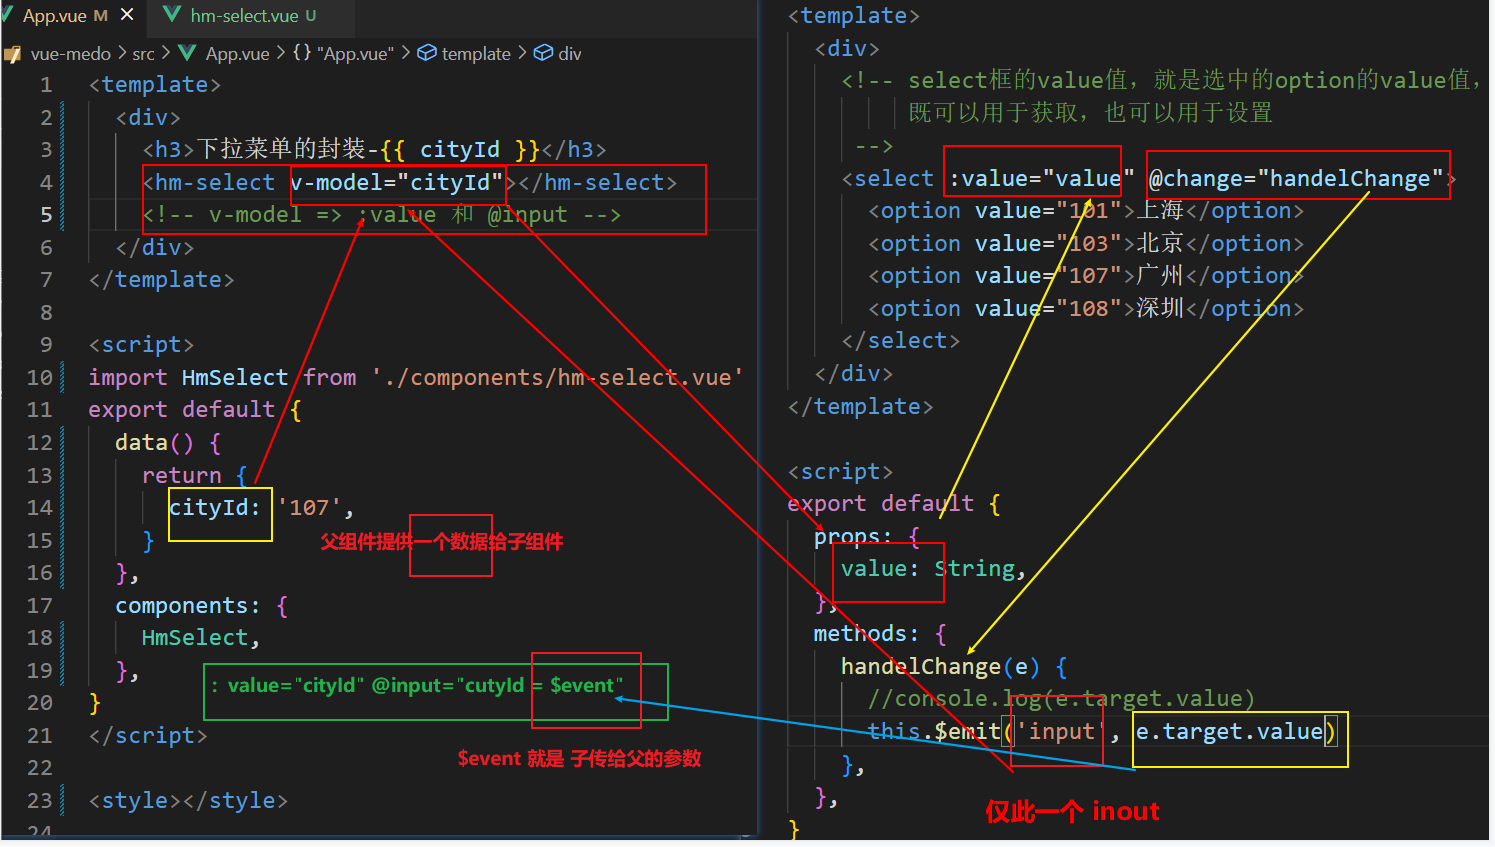 App.vue M ×
hm-select.vue U
vue-medo > src > App.vue > {} "App.vue" > template > div
1 <template>
2 <div>
3 <h3>下拉菜单的封装-{{ cityId }}</h3>
4 <hm-select v-model="cityId"></hm-select>
5 <!-- v-model => :value 和 @input -->
6 </div>
7 </template>
8
9 <script>
10 import HmSelect from './components/hm-select.vue'
11 export default {
12 data() {
13 return {
14 cityId: '107',
15 }
父组件提供一个数据给子组件
16 },
17 components: {
18 HmSelect,
19 },
: value="cityId" @input="cutyId = $event"
20 }
21 </script>
$event 就是 子传给父的参数
22
23 <style></style>
24
<template>
<div>
<!-- select框的value值，就是选中的option的value值，
既可以用于获取，也可以用于设置
-->
<select :value="value" @change="handelChange">
<option value="101">上海</option>
<option value="103">北京</option>
<option value="107">广州</option>
<option value="108">深圳</option>
</select>
</div>
</template>
<script>
export default {
props: {
value: String,
},
methods: {
handelChange(e) {
//console.log(e.target.value)
this.$emit('input', e.target.value)
},
},
仅此一个 inout
}